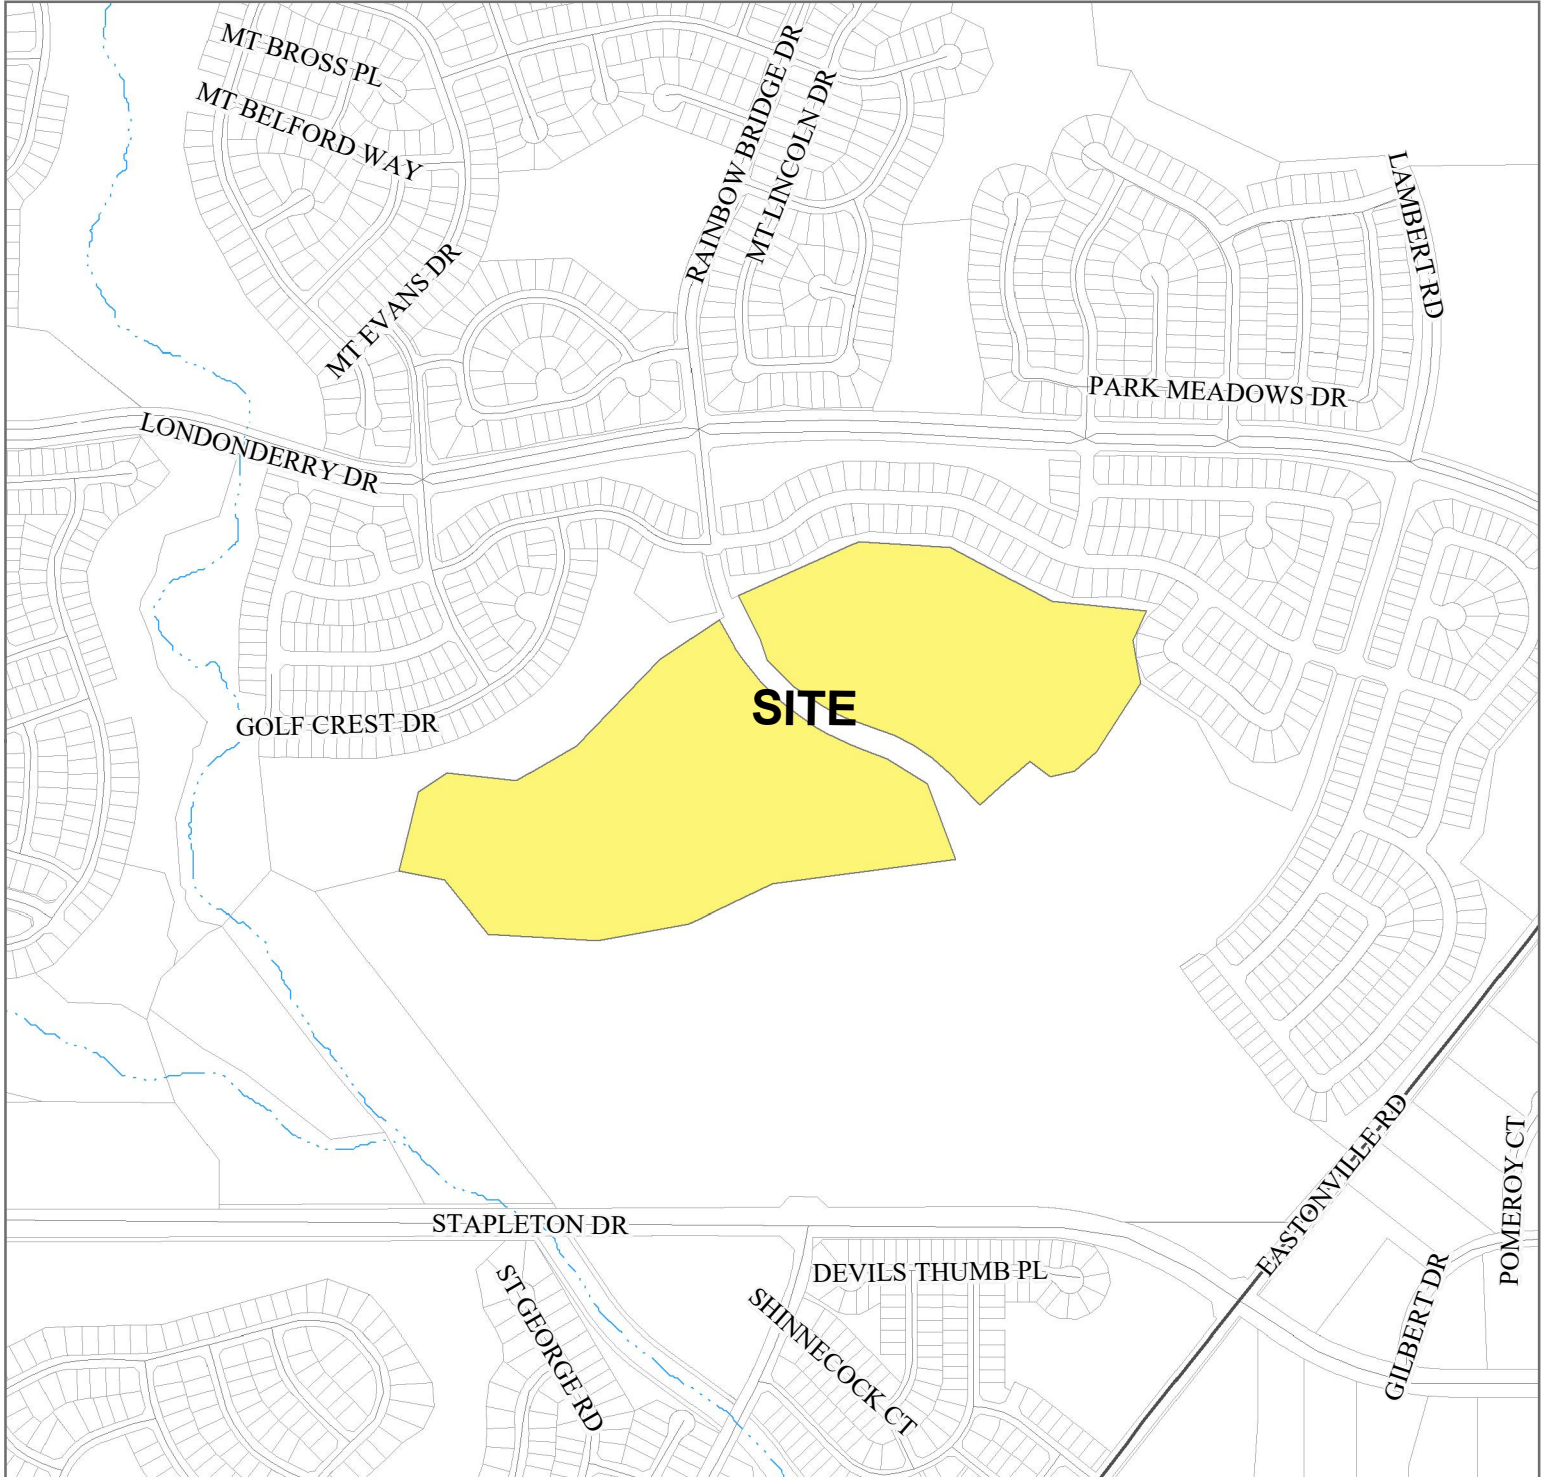 MT BROSS PL
MT BELFORD WAY
RAINBOW BRIDGE DR
MT LINCOLN DR
LAMBERT RD
MT EVANS DR
PARK MEADOWS DR
LONDONDERRY DR
SITE
GOLF CREST DR
EASTONVILLE RD
POMEROY CT
STAPLETON DR
DEVILS THUMB PL
ST GEORGE RD
SHINNECOCK CT
GILBERT DR